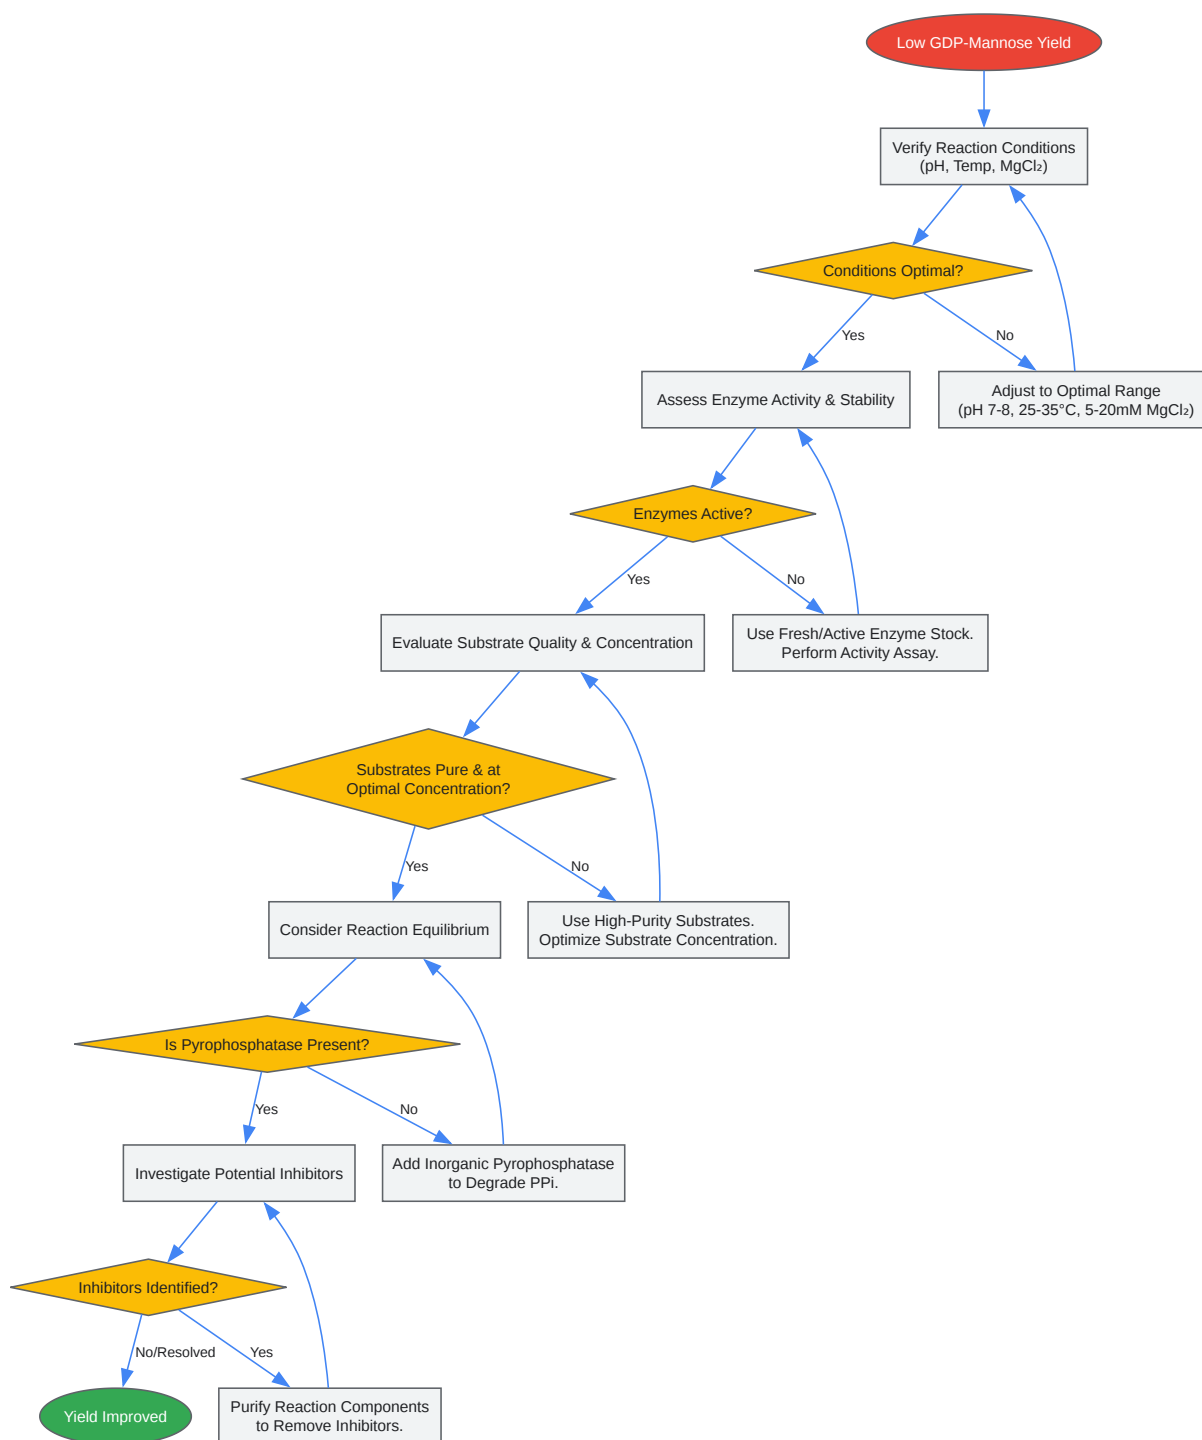 Low GDP-Mannose Yield
Verify Reaction Conditions
(pH, Temp, MgCl₂)
Conditions Optimal?
Yes
No
Assess Enzyme Activity & Stability
Adjust to Optimal Range
(pH 7-8, 25-35°C, 5-20mM MgCl₂)
Enzymes Active?
Yes
No
Evaluate Substrate Quality & Concentration
Use Fresh/Active Enzyme Stock.
Perform Activity Assay.
Substrates Pure & at
Optimal Concentration?
Yes
No
Consider Reaction Equilibrium
Use High-Purity Substrates.
Optimize Substrate Concentration.
Is Pyrophosphatase Present?
Yes
No
Investigate Potential Inhibitors
Add Inorganic Pyrophosphatase
to Degrade PPi.
Inhibitors Identified?
No/Resolved
Yes
Yield Improved
Purify Reaction Components
to Remove Inhibitors.